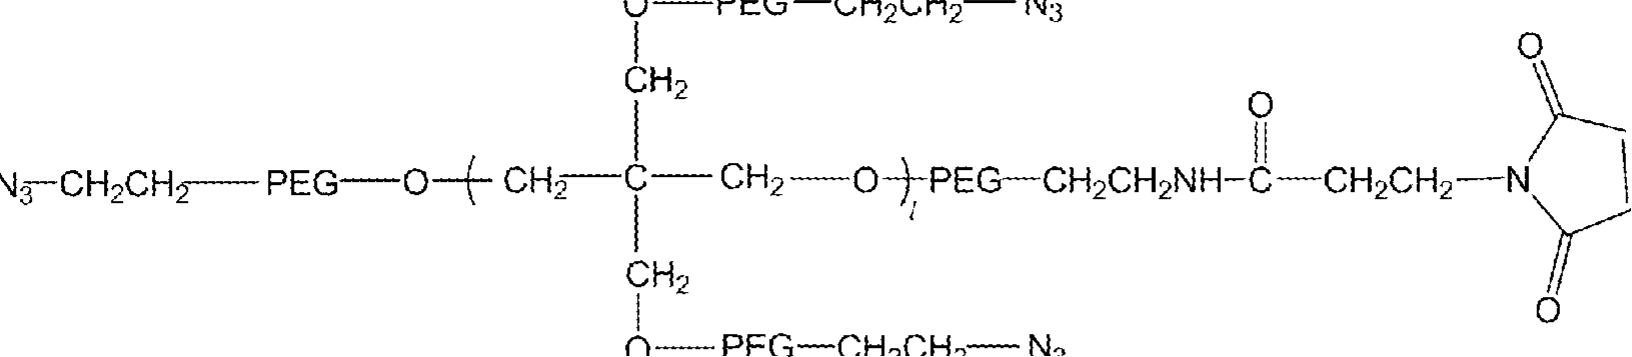 O—PEG—CH2CH2—N3
CH2
O O
N3—CH2CH2—PEG—O—(CH2—C—CH2—O)l PEG—CH2CH2NH—C—CH2CH2—N
CH2
O
O—PEG—CH2CH2—N3